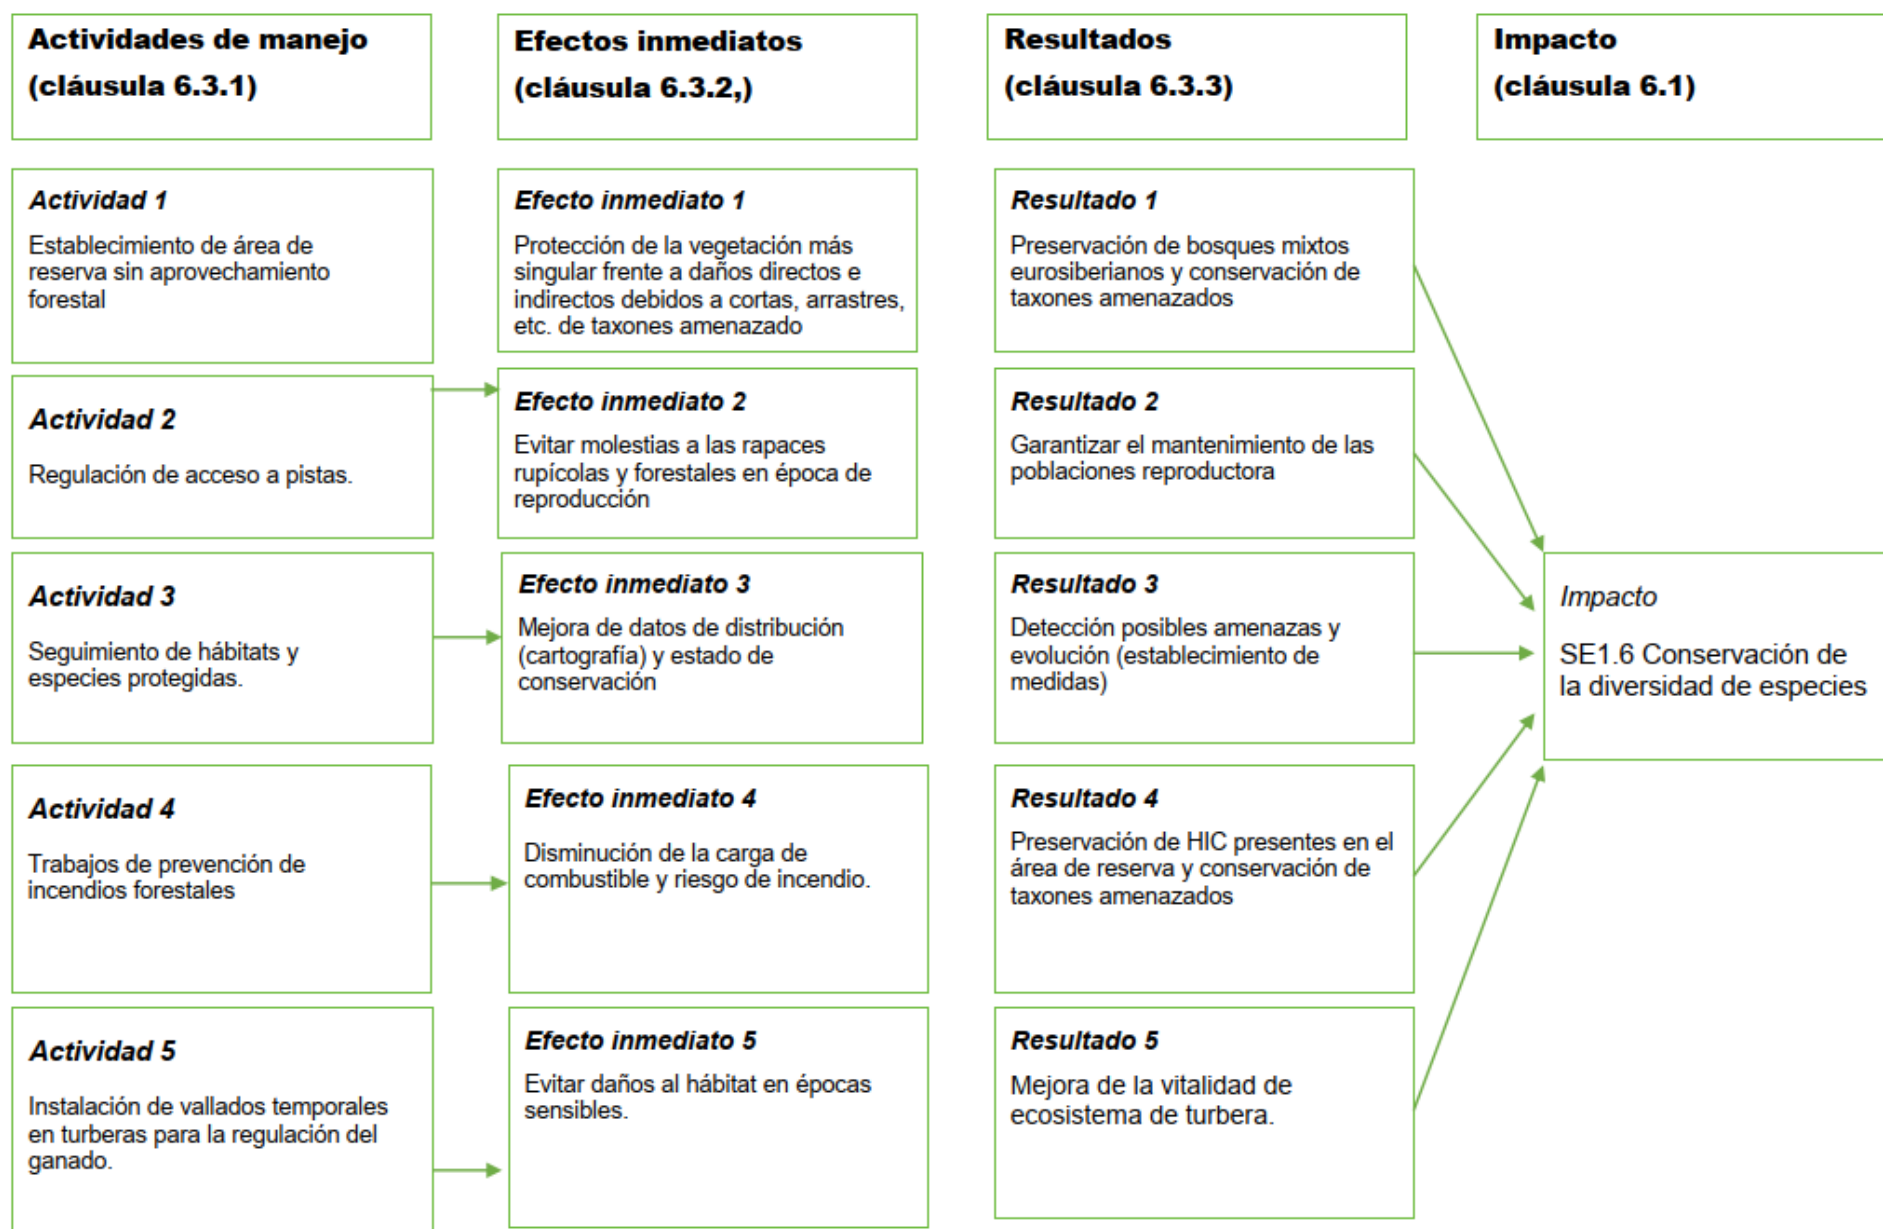 Actividades de manejo
(cláusula 6.3.1)
Efectos inmediatos
(cláusula 6.3.2,)
Resultados
(cláusula 6.3.3)
Impacto
(cláusula 6.1)
Actividad 1
Establecimiento de área de
reserva sin aprovechamiento
forestal
Efecto inmediato 1
Protección de la vegetación más
singular frente a daños directos e
indirectos debidos a cortas, arrastres,
etc. de taxones amenazado
Resultado 1
Preservación de bosques mixtos
eurosiberianos y conservación de
taxones amenazados
Actividad 2
Regulación de acceso a pistas.
Efecto inmediato 2
Evitar molestias a las rapaces
rupícolas y forestales en época de
reproducción
Resultado 2
Garantizar el mantenimiento de las
poblaciones reproductora
Actividad 3
Seguimiento de hábitats y
especies protegidas.
Efecto inmediato 3
Mejora de datos de distribución
(cartografía) y estado de
conservación
Resultado 3
Detección posibles amenazas y
evolución (establecimiento de
medidas)
Impacto
SE1.6 Conservación de
la diversidad de especies
Actividad 4
Trabajos de prevención de
incendios forestales
Efecto inmediato 4
Disminución de la carga de
combustible y riesgo de incendio.
Resultado 4
Preservación de HIC presentes en el
área de reserva y conservación de
taxones amenazados
Actividad 5
Instalación de vallados temporales
en turberas para la regulación del
ganado.
Efecto inmediato 5
Evitar daños al hábitat en épocas
sensibles.
Resultado 5
Mejora de la vitalidad de
ecosistema de turbera.